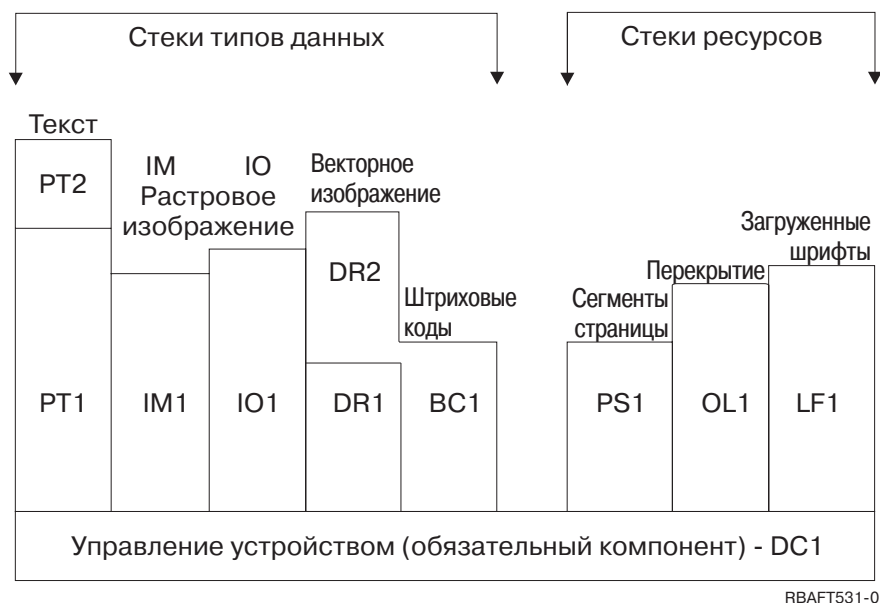 Стеки типов данных
Стеки ресурсов
Текст
PT2
IM IO
Растровое
изображение
Векторное
изображение
DR2
Штриховые
коды
Сегменты
страницы
Перекрытие
Загруженные
шрифты
PT1
IM1
IO1
DR1
BC1
PS1
OL1
LF1
Управление устройством (обязательный компонент) - DC1
RBAFT531-0